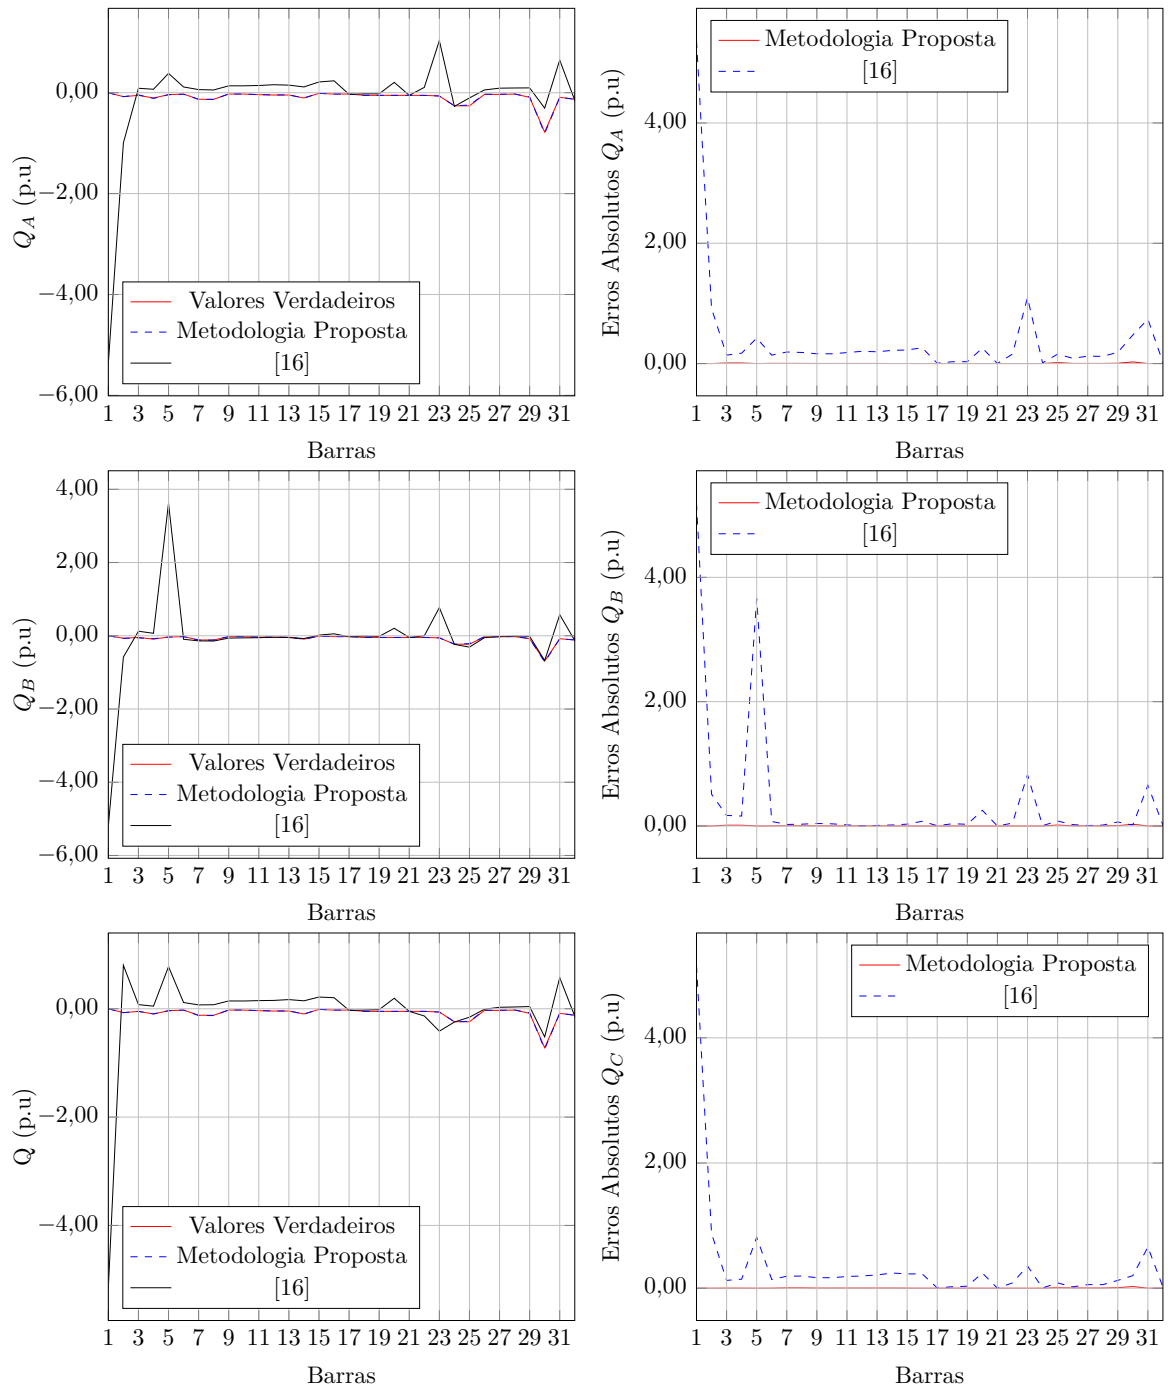 0,00
−2,00
−4,00
−6,00
Q_A (p.u)
Valores Verdadeiros
Metodologia Proposta
[16]
1 3 5 7 9 11 13 15 17 19 21 23 25 27 29 31
Barras
4,00
2,00
0,00
Erros Absolutos Q_A (p.u)
Metodologia Proposta
[16]
1 3 5 7 9 11 13 15 17 19 21 23 25 27 29 31
Barras
4,00
2,00
0,00
−2,00
−4,00
−6,00
Q_B (p.u)
Valores Verdadeiros
Metodologia Proposta
[16]
1 3 5 7 9 11 13 15 17 19 21 23 25 27 29 31
Barras
4,00
2,00
0,00
Erros Absolutos Q_B (p.u)
Metodologia Proposta
[16]
1 3 5 7 9 11 13 15 17 19 21 23 25 27 29 31
Barras
0,00
−2,00
−4,00
Q (p.u)
Valores Verdadeiros
Metodologia Proposta
[16]
1 3 5 7 9 11 13 15 17 19 21 23 25 27 29 31
Barras
4,00
2,00
0,00
Erros Absolutos Q_C (p.u)
Metodologia Proposta
[16]
1 3 5 7 9 11 13 15 17 19 21 23 25 27 29 31
Barras